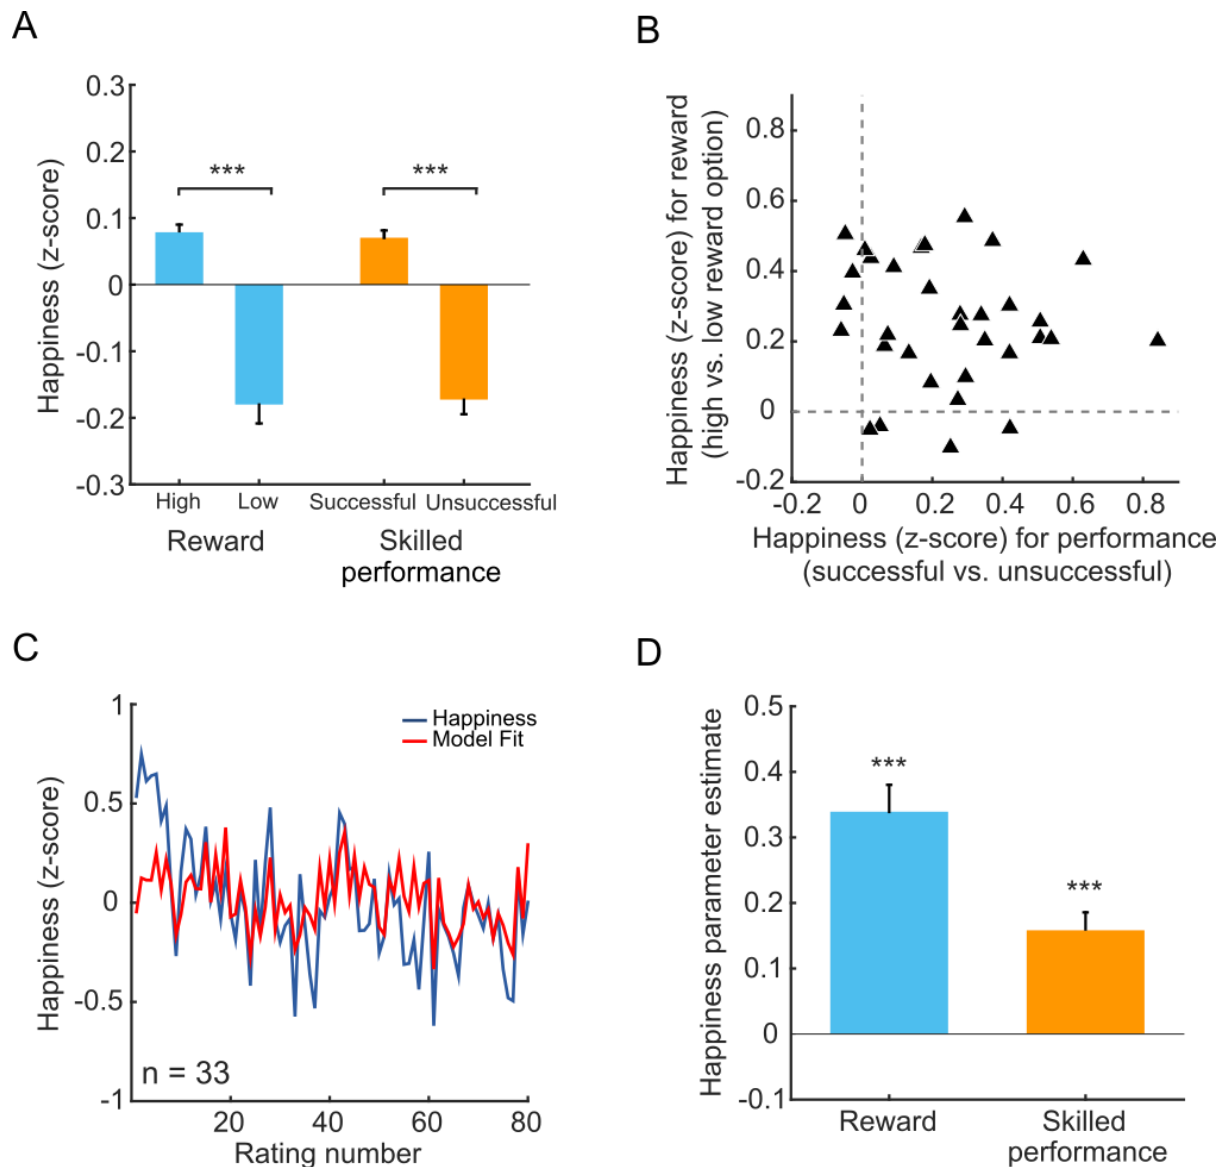 A
Happiness (z-score)
0.3
0.2
0.1
0
-0.1
-0.2
-0.3
***
***
High
Low
Successful
Unsuccessful
Reward
Skilled
performance
B
Happiness (z-score) for reward
(high vs. low reward option)
0.8
0.6
0.4
0.2
0
-0.2
-0.2
0
0.2
0.4
0.6
0.8
Happiness (z-score) for performance
(successful vs. unsuccessful)
C
Happiness (z-score)
1
0.5
0
-0.5
-1
Happiness
Model Fit
n = 33
20
40
60
80
Rating number
D
Happiness parameter estimate
0.5
0.4
0.3
0.2
0.1
0
-0.1
***
***
Reward
Skilled
performance